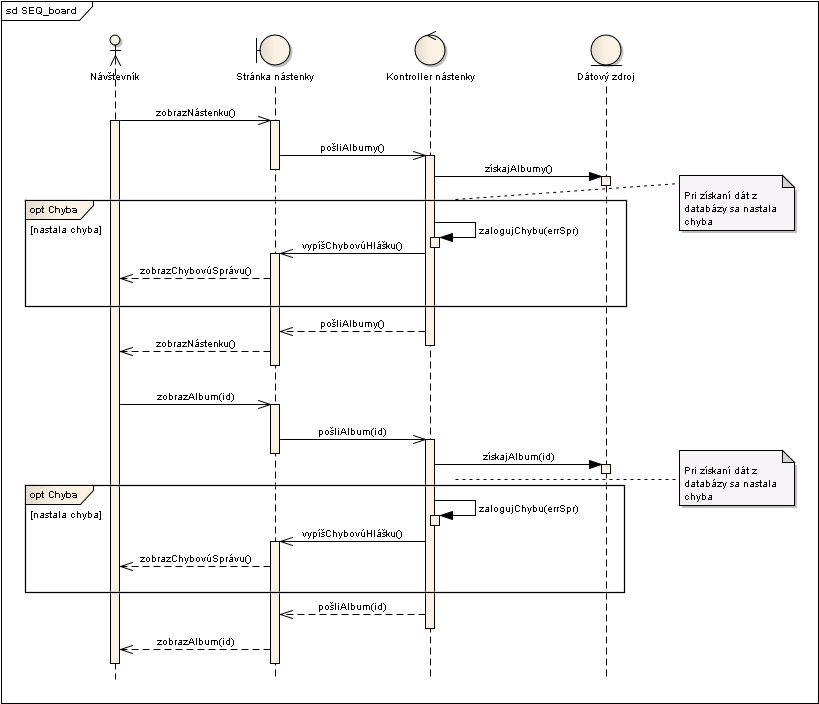 sd SEQ_board
Návštevník
Stránka nástenky
Kontroller nástenky
Dátový zdroj
zobrazNástenku()
pošliAlbumy()
získajAlbumy()
Pri získaní dát z
databázy sa nastala
chyba
opt Chyba
[nastala chyba]
zalogujChybu(errSpr)
vypíšChybovúHlášku()
zobrazChybovúSprávu()
pošliAlbumy()
zobrazNástenku()
zobrazAlbum(id)
pošliAlbum(id)
získajAlbum(id)
Pri získaní dát z
databázy sa nastala
chyba
opt Chyba
[nastala chyba]
zalogujChybu(errSpr)
vypíšChybovúHlášku()
zobrazChybovúSprávu()
pošliAlbum(id)
zobrazAlbum(id)